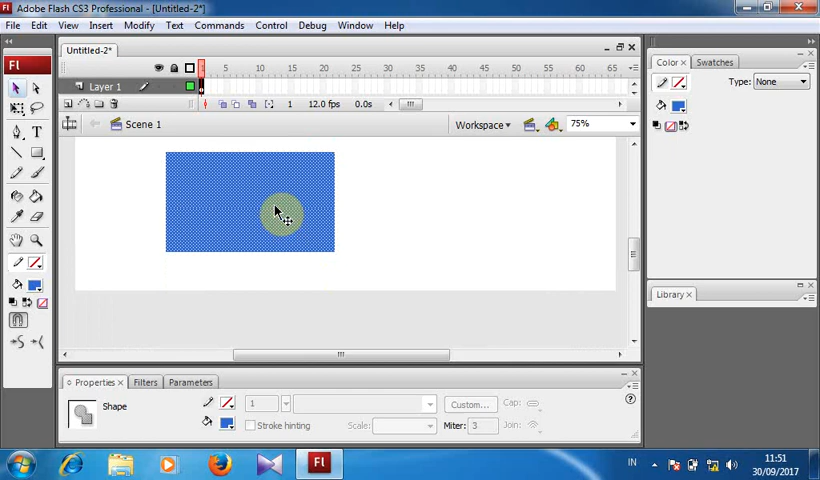 Adobe Flash CS3 Professional - [Untitled-2*]
File Edit View Insert Modify Text Commands Control Debug Window Help
Untitled-2*
Color Swatches
Type: None
Fl
1 5 10 15 20 25 30 35 40 45 50 55 60 65
Layer 1
1 12.0 fps 0.0s
Scene 1
Workspace
75%
Library
Properties Filters Parameters
Shape
1
Custom...
Cap:
Stroke hinting
Scale:
Miter: 3
Join:
Fl
IN
11:51
30/09/2017